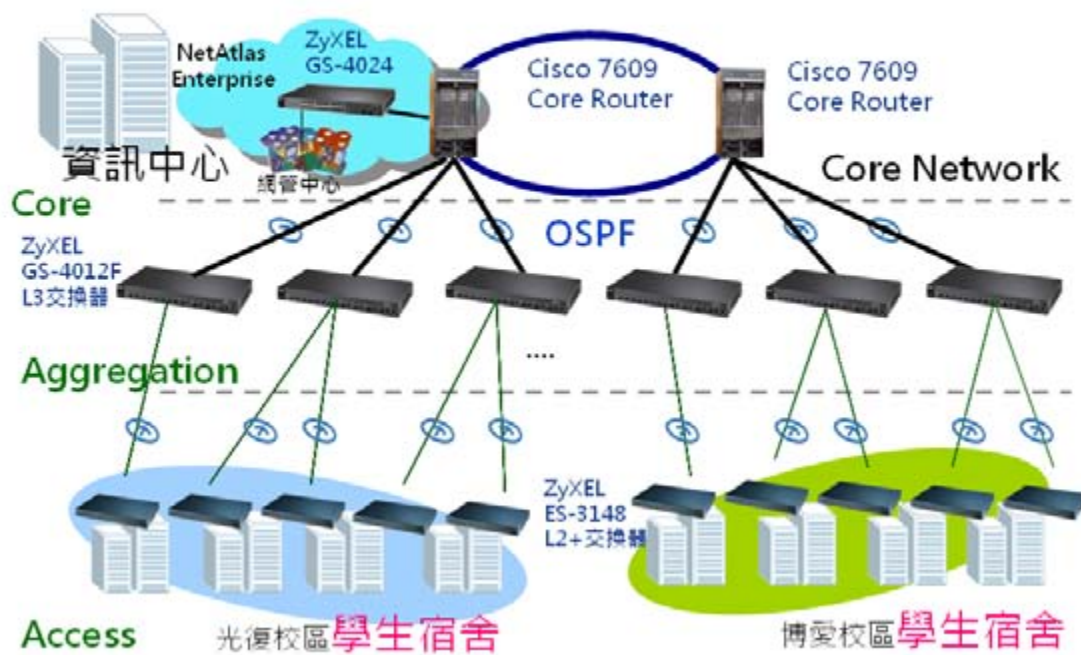 NetAtlas
Enterprise
ZyXEL
GS-4024
Cisco 7609
Core Router
Cisco 7609
Core Router
資訊中心
網管中心
Core Network
Core
OSPF
ZyXEL
GS-4012F
L3交換器
....
Aggregation
ZyXEL
ES-3148
L2+交換器
Access
光復校區學生宿舍
博愛校區學生宿舍